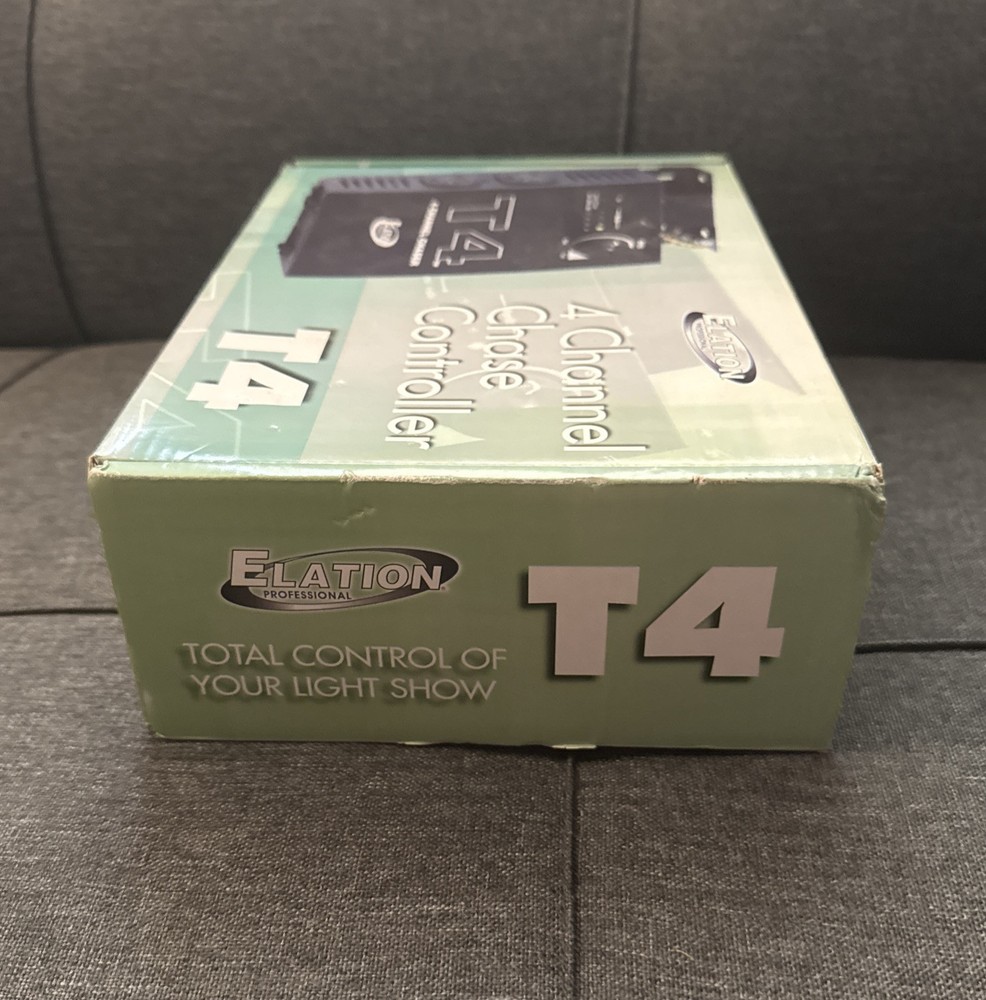 T4
ELATION
4 Channel
Chase
Controller
T4
ELATION
PROFESSIONAL
TOTAL CONTROL OF
YOUR LIGHT SHOW
T4